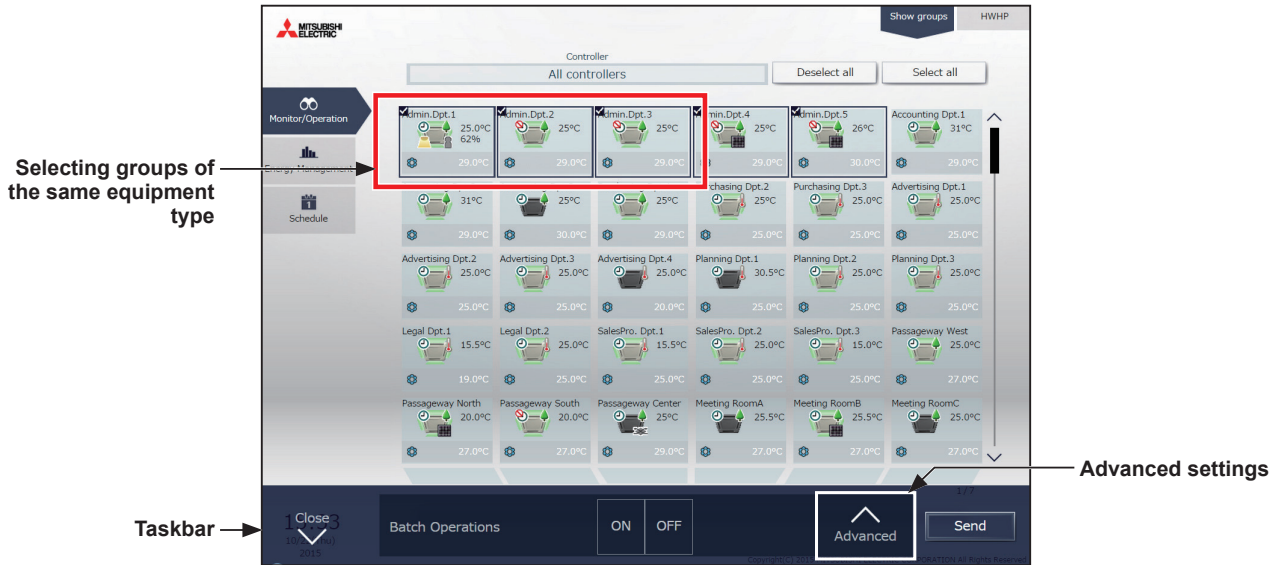 Show groups
HWHP
MITSUBISHI
ELECTRIC
Controller
All controllers
Deselect all
Select all
Monitor/Operation
Energy Management
Schedule
Selecting groups of
the same equipment
type
dmin.Dpt.1
dmin.Dpt.2
dmin.Dpt.3
min.Dpt.4
dmin.Dpt.5
Accounting Dpt.1
25.0°C
62%
25°C
25°C
25°C
26°C
31°C
29.0°C
29.0°C
29.0°C
29.0°C
30.0°C
29.0°C
rchasing Dpt.2
Purchasing Dpt.3
Advertising Dpt.1
31°C
25°C
25°C
25°C
25.0°C
25.0°C
29.0°C
30.0°C
29.0°C
25.0°C
25.0°C
25.0°C
Advertising Dpt.2
Advertising Dpt.3
Advertising Dpt.4
Planning Dpt.1
Planning Dpt.2
Planning Dpt.3
25.0°C
25.0°C
25.0°C
30.5°C
25.0°C
25.0°C
25.0°C
25.0°C
20.0°C
25.0°C
25.0°C
25.0°C
Legal Dpt.1
Legal Dpt.2
SalesPro. Dpt.1
SalesPro. Dpt.2
SalesPro. Dpt.3
Passageway West
15.5°C
25.0°C
15.5°C
25.0°C
15.0°C
25.0°C
19.0°C
25.0°C
25.0°C
25.0°C
25.0°C
27.0°C
Passageway North
Passageway South
Passageway Center
Meeting RoomA
Meeting RoomB
Meeting RoomC
20.0°C
20.0°C
25°C
25.5°C
25.5°C
25.0°C
27.0°C
27.0°C
29.0°C
27.0°C
27.0°C
27.0°C
Advanced settings
1/7
Taskbar
Close
2015
Batch Operations
ON
OFF
Advanced
Send